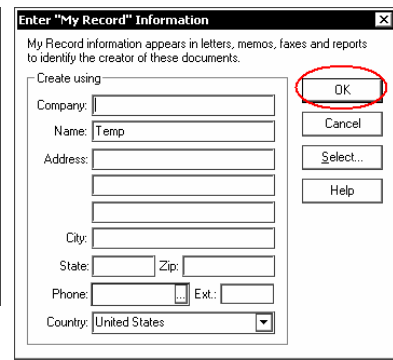 Enter "My Record" Information
My Record information appears in letters, memos, faxes and reports
to identify the creator of these documents.
Create using
OK
Company:
Cancel
Name: Temp
Address:
Select...
Help
City:
State: Zip:
Phone: ... Ext.:
Country: United States